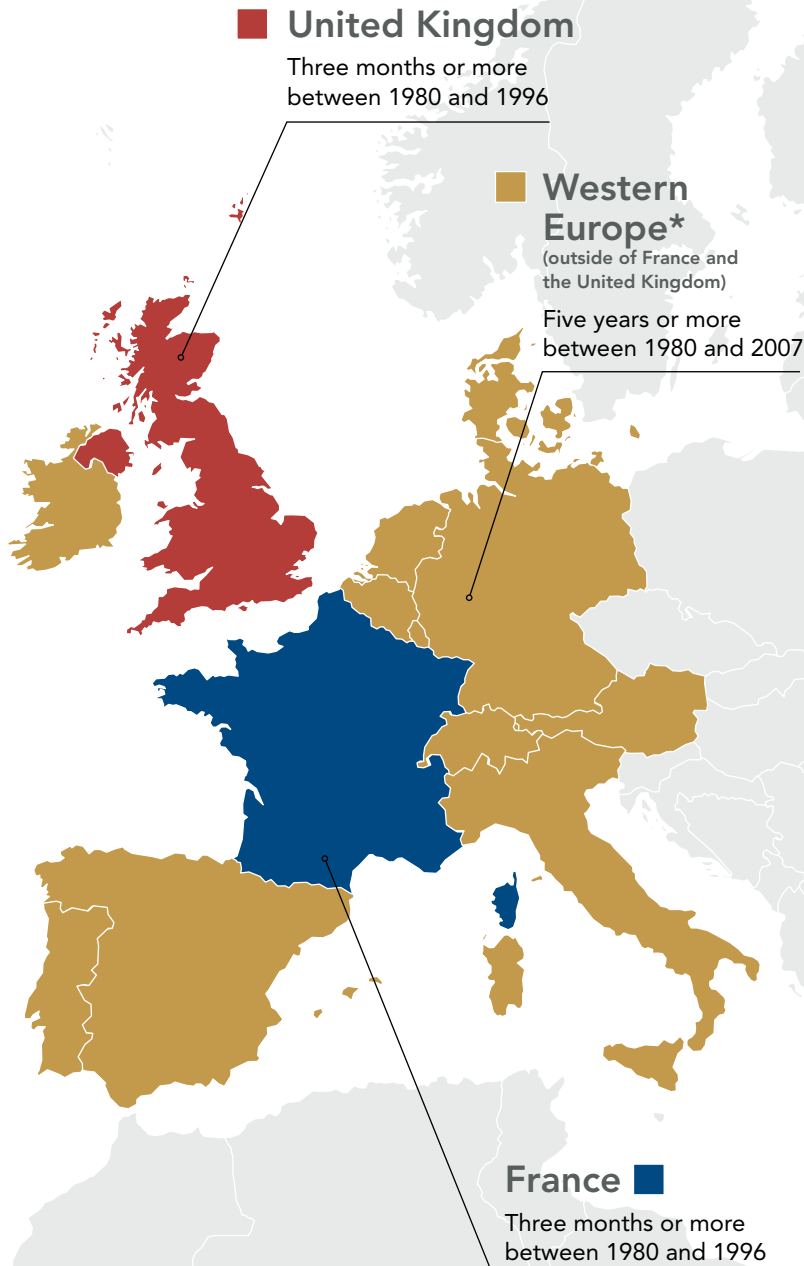 United Kingdom
Three months or more
between 1980 and 1996
Western
Europe*
(outside of France and
the United Kingdom)
Five years or more
between 1980 and 2007
France
Three months or more
between 1980 and 1996